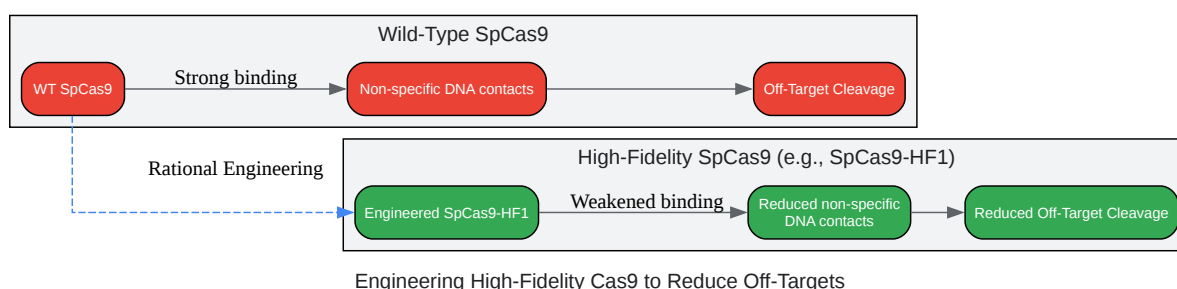 Wild-Type SpCas9
WT SpCas9
Strong binding
Non-specific DNA contacts
Off-Target Cleavage
Rational Engineering
High-Fidelity SpCas9 (e.g., SpCas9-HF1)
Engineered SpCas9-HF1
Weakened binding
Reduced non-specific
DNA contacts
Reduced Off-Target Cleavage
Engineering High-Fidelity Cas9 to Reduce Off-Targets